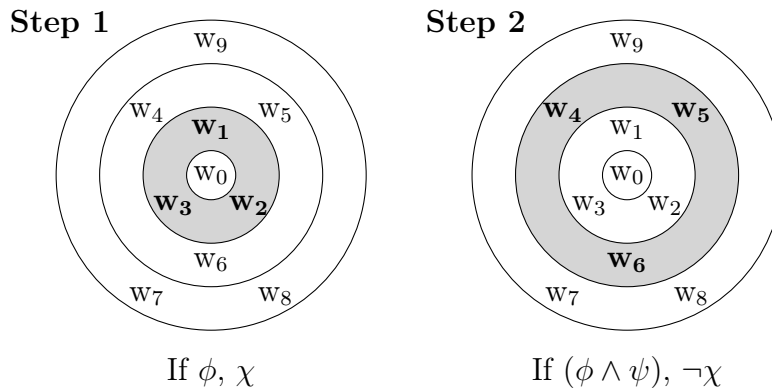 Step 1
w₉
w₄ w₅
w₁
w₀
w₃ w₂
w₆
w₇ w₈
If ϕ, χ
Step 2
w₉
w₄ w₅
w₁
w₀
w₃ w₂
w₆
w₇ w₈
If (ϕ ∧ ψ), ¬χ